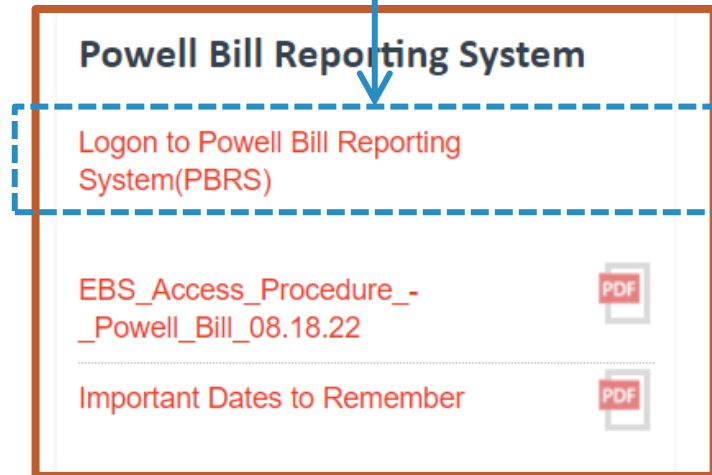 Powell Bill Reporting System
Logon to Powell Bill Reporting
System(PBRS)
EBS_Access_Procedure_-
_Powell_Bill_08.18.22
PDF
Important Dates to Remember
PDF